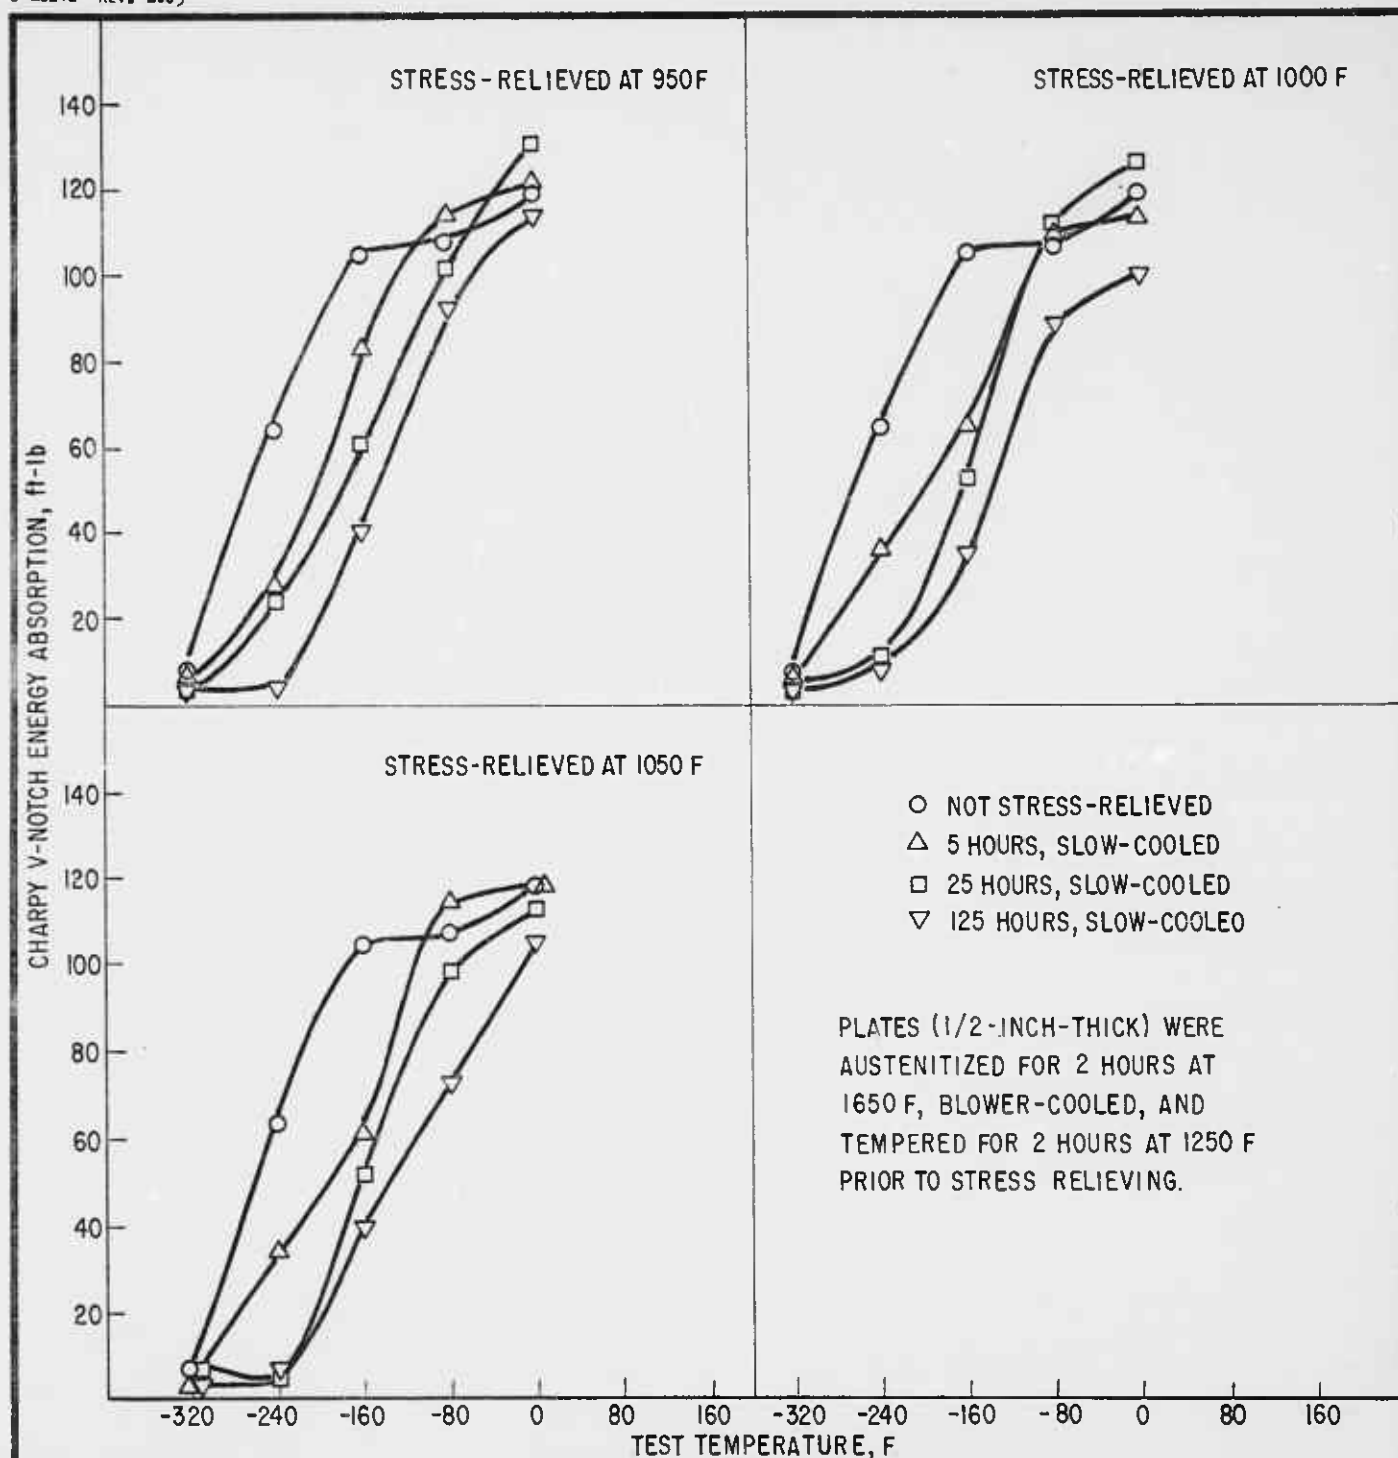 STRESS-RELIEVED AT 950F
STRESS-RELIEVED AT 1000 F
140
120
100
80
60
40
20
CHARPY V-NOTCH ENERGY ABSORPTION, ft-lb
STRESS-RELIEVED AT 1050 F
140
120
100
80
60
40
20
NOT STRESS-RELIEVED
5 HOURS, SLOW-COOLED
25 HOURS, SLOW-COOLED
125 HOURS, SLOW-COOLEO
PLATES (1/2-INCH-THICK) WERE
AUSTENITIZED FOR 2 HOURS AT
1650 F, BLOWER-COOLED, AND
TEMPERED FOR 2 HOURS AT 1250 F
PRIOR TO STRESS RELIEVING.
-320 -240 -160 -80 0 80 160 -320 -240 -160 -80 0 80 160
TEST TEMPERATURE, F